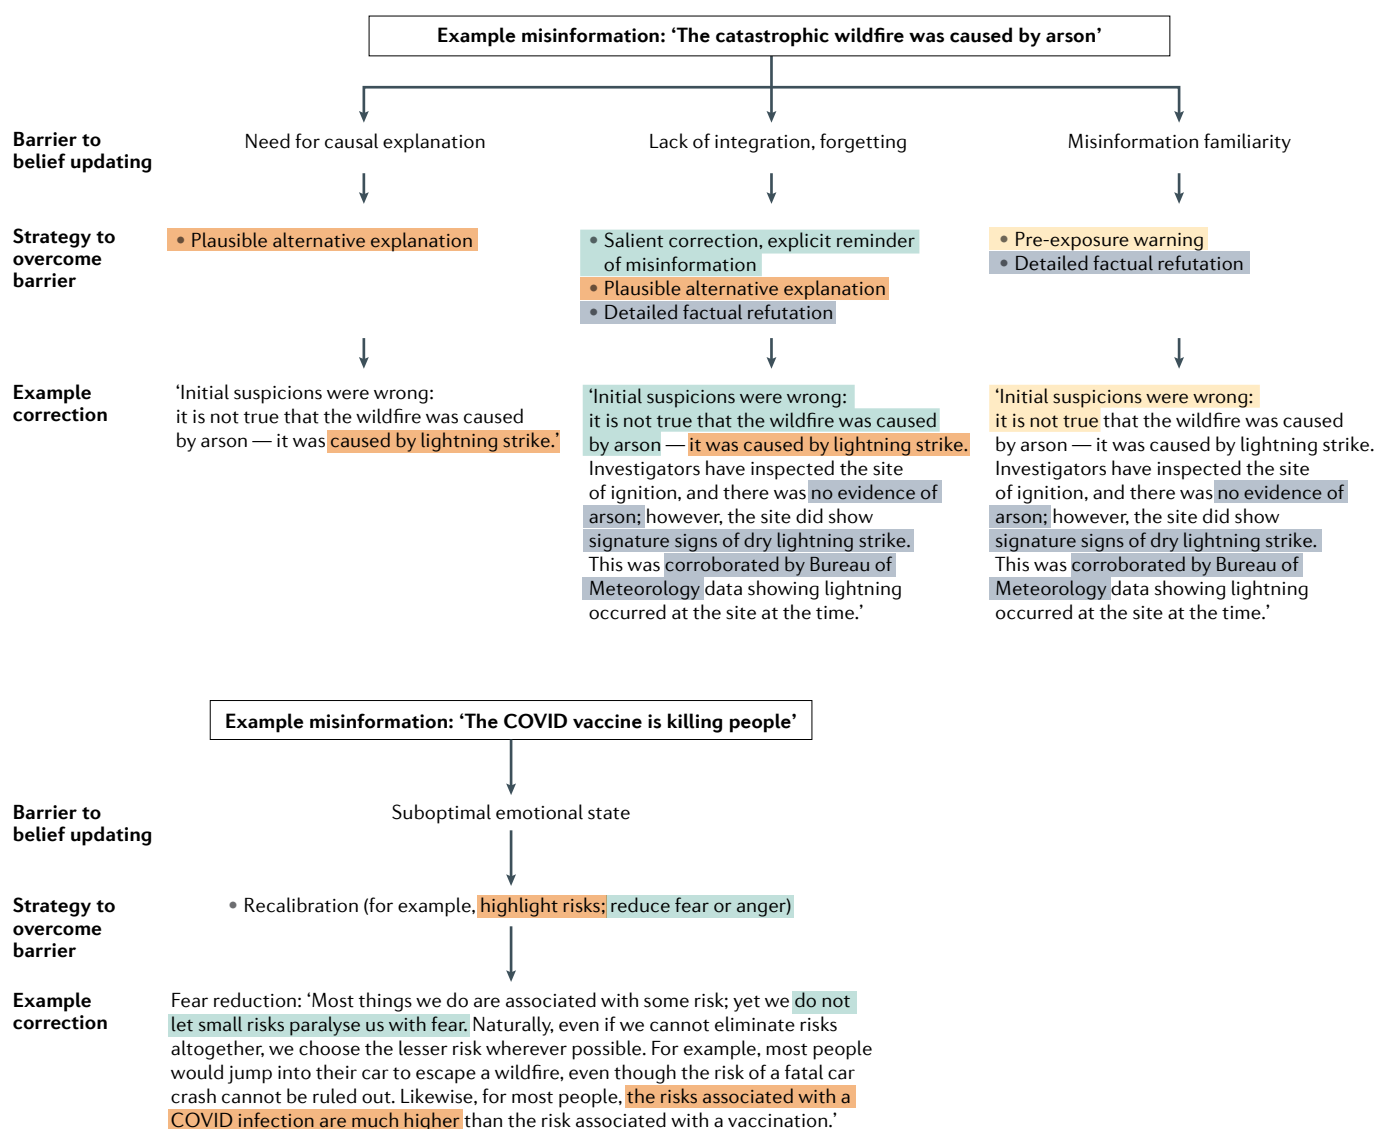 Example misinformation: ‘The catastrophic wildfire was caused by arson’
Barrier to
belief updating
Need for causal explanation
Lack of integration, forgetting
Misinformation familiarity
Strategy to
overcome
barrier
• Plausible alternative explanation
• Salient correction, explicit reminder
of misinformation
• Plausible alternative explanation
• Detailed factual refutation
• Pre-exposure warning
• Detailed factual refutation
Example
correction
‘Initial suspicions were wrong:
it is not true that the wildfire was caused
by arson — it was caused by lightning strike.’
‘Initial suspicions were wrong:
it is not true that the wildfire was caused
by arson — it was caused by lightning strike.
Investigators have inspected the site
of ignition, and there was no evidence of
arson; however, the site did show
signature signs of dry lightning strike.
This was corroborated by Bureau of
Meteorology data showing lightning
occurred at the site at the time.’
‘Initial suspicions were wrong:
it is not true that the wildfire was caused
by arson — it was caused by lightning strike.
Investigators have inspected the site
of ignition, and there was no evidence of
arson; however, the site did show
signature signs of dry lightning strike.
This was corroborated by Bureau of
Meteorology data showing lightning
occurred at the site at the time.’
Example misinformation: ‘The COVID vaccine is killing people’
Barrier to
belief updating
Suboptimal emotional state
Strategy to
overcome
barrier
• Recalibration (for example, highlight risks; reduce fear or anger)
Example
correction
Fear reduction: ‘Most things we do are associated with some risk; yet we do not
let small risks paralyse us with fear. Naturally, even if we cannot eliminate risks
altogether, we choose the lesser risk wherever possible. For example, most people
would jump into their car to escape a wildfire, even though the risk of a fatal car
crash cannot be ruled out. Likewise, for most people, the risks associated with a
COVID infection are much higher than the risk associated with a vaccination.’